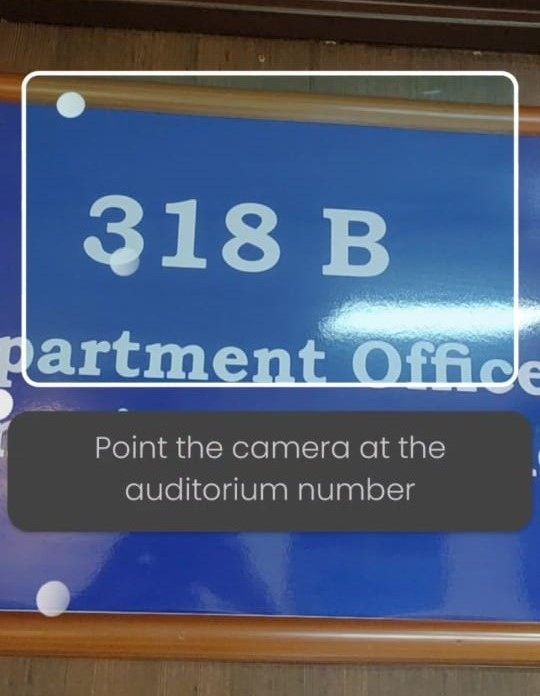 318 B
partment Office
Point the camera at the
auditorium number